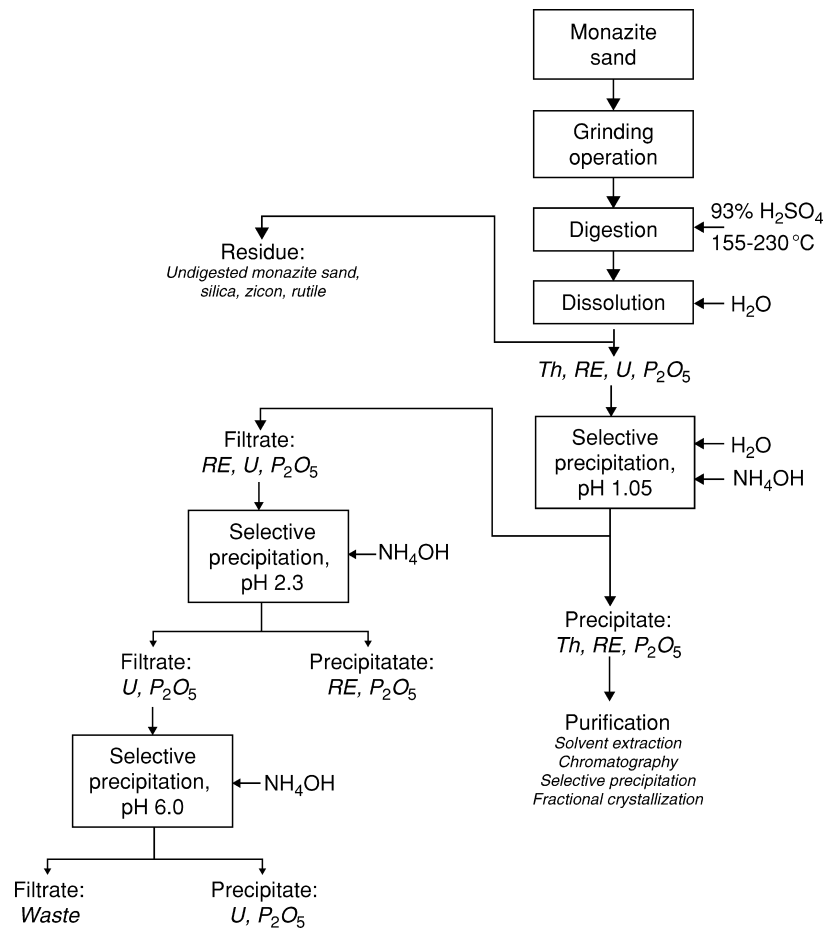 Monazite
sand
Grinding
operation
Digestion
93% H₂SO₄
155-230°C
Residue:
Undigested monazite sand,
silica, zicon, rutile
Dissolution
H₂O
Th, RE, U, P₂O₅
Selective
precipitation,
pH 1.05
H₂O
NH₄OH
Filtrate:
RE, U, P₂O₅
Selective
precipitation,
pH 2.3
NH₄OH
Precipitate:
Th, RE, P₂O₅
Filtrate:
U, P₂O₅
Precipitatate:
RE, P₂O₅
Purification
Solvent extraction
Chromatography
Selective precipitation
Fractional crystallization
Selective
precipitation,
pH 6.0
NH₄OH
Filtrate:
Waste
Precipitate:
U, P₂O₅